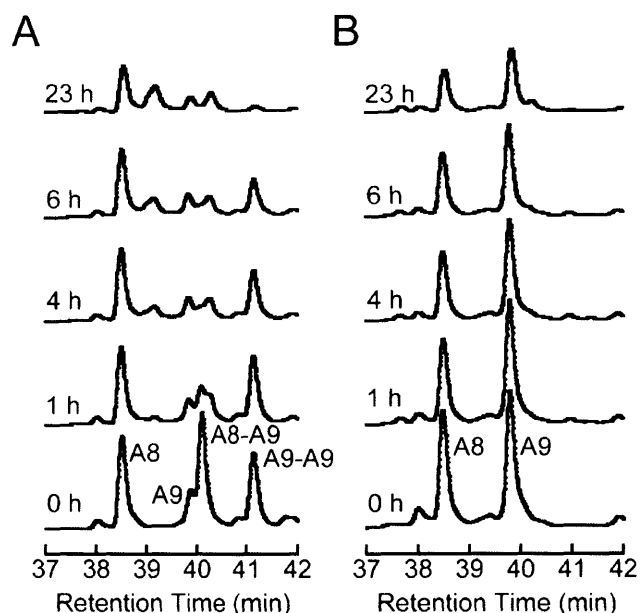 A
23 h
6 h
4 h
1 h
A8
A8-A9
A9-A9
A9
0 h
37 38 39 40 41 42
Retention Time (min)
B
23 h
6 h
4 h
1 h
A8
A9
0 h
37 38 39 40 41 42
Retention Time (min)